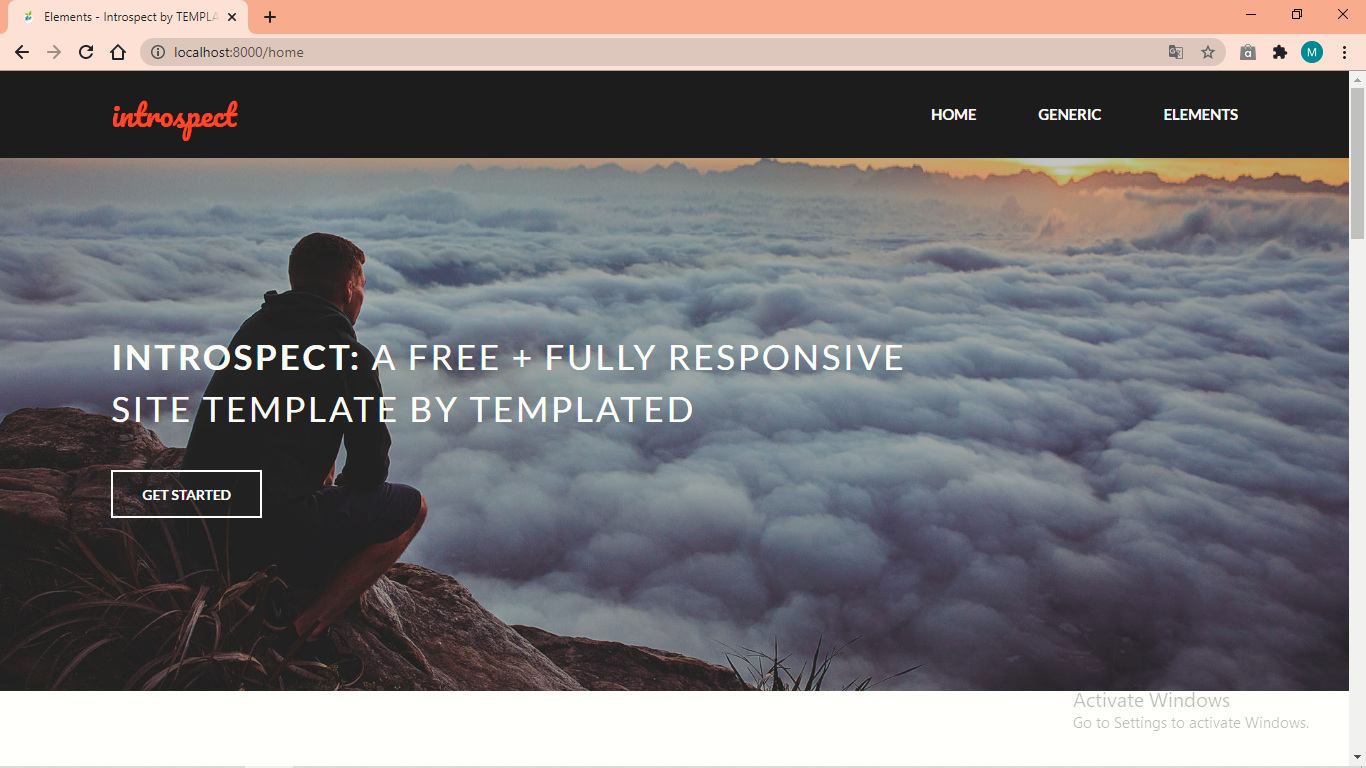 Elements - Introspect by TEMPLA
localhost:8000/home
M
introspect
HOME GENERIC ELEMENTS
INTROSPECT: A FREE + FULLY RESPONSIVE
SITE TEMPLATE BY TEMPLATED
GET STARTED
Activate Windows
Go to Settings to activate Windows.